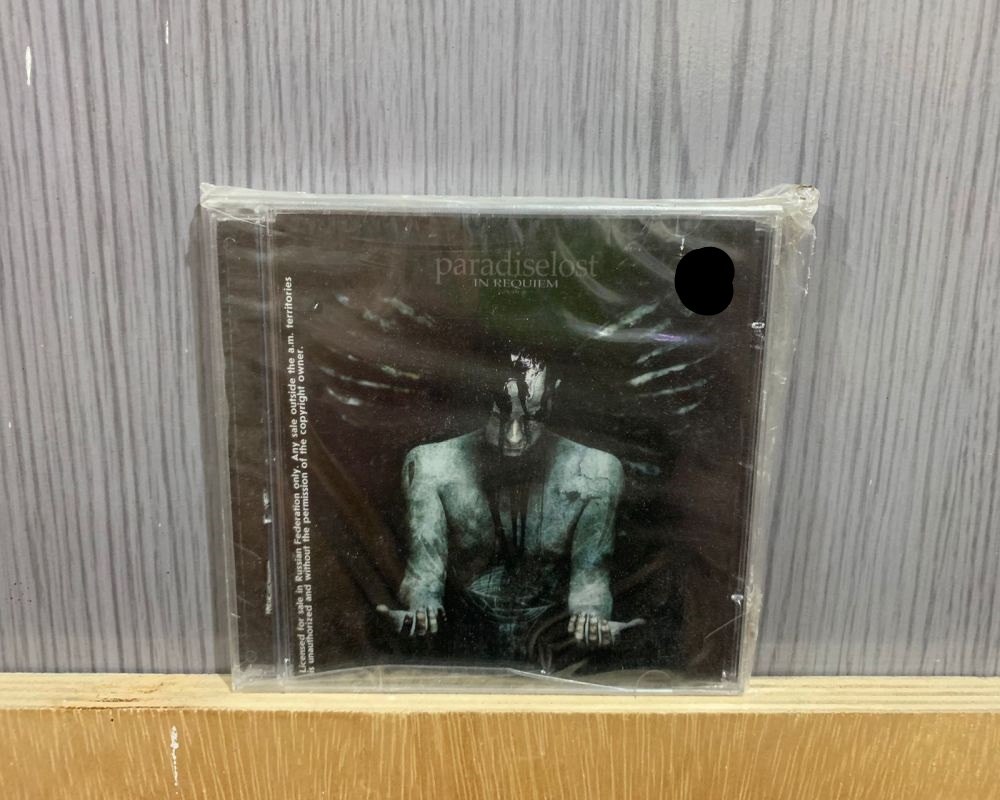 paradiselost
IN REQUIEM
Licensed for sale in Russian Federation only. Any sale outside the a.m. territories
is unauthorized and without the permission of the copyright owner.